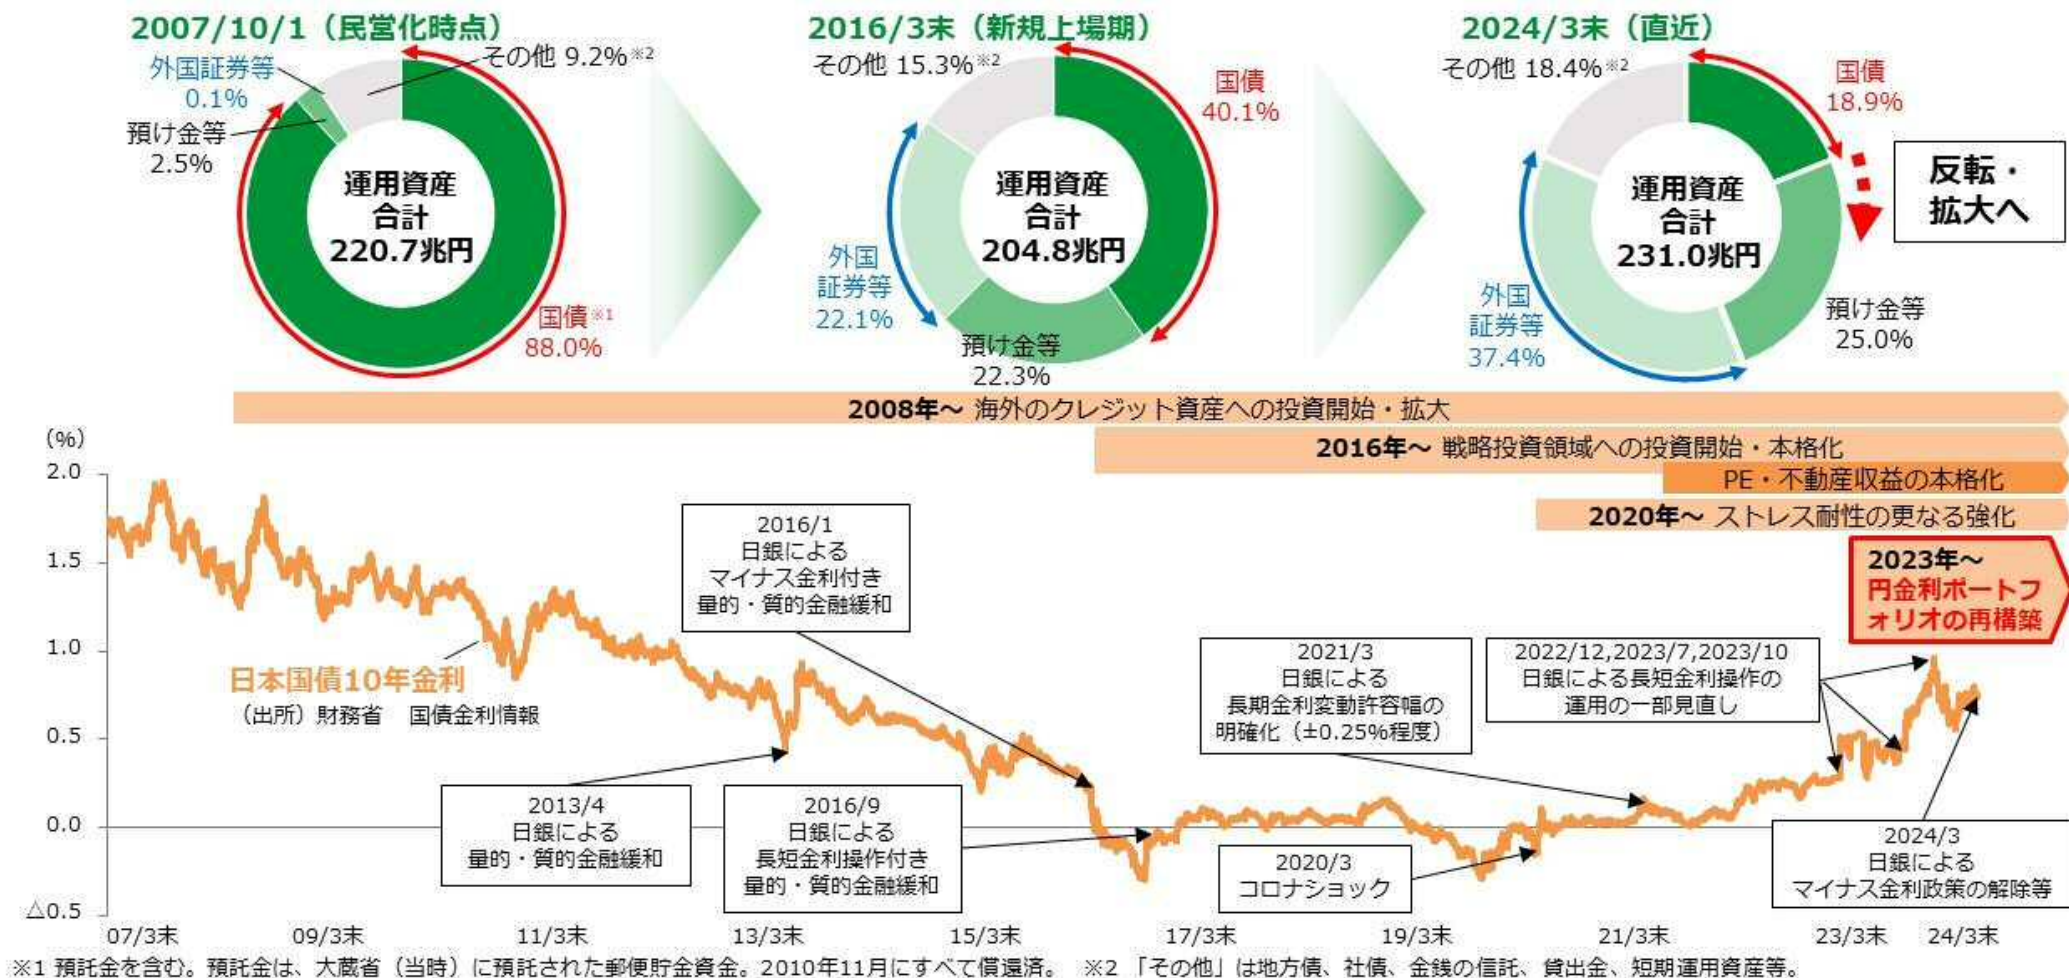 2007/10/1（民営化時点）
その他 9.2%※2
外国証券等
0.1%
預け金等
2.5%
運用資産
合計
220.7兆円
国債※1
88.0%
2016/3末（新規上場期）
その他 15.3%※2
国債
40.1%
運用資産
合計
204.8兆円
外国
証券等
22.1%
預け金等
22.3%
2024/3末（直近）
その他 18.4%※2
国債
18.9%
反転・
拡大へ
運用資産
合計
231.0兆円
外国
証券等
37.4%
預け金等
25.0%
2008年～ 海外のクレジット資産への投資開始・拡大
2016年～ 戦略投資領域への投資開始・本格化
PE・不動産収益の本格化
2020年～ ストレス耐性の更なる強化
2023年～
円金利ポートフ
ォリオの再構築
（%）
2.0
1.5
1.0
0.5
0.0
△0.5
日本国債10年金利
（出所）財務省　国債金利情報
2016/1
日銀による
マイナス金利付き
量的・質的金融緩和
2013/4
日銀による
量的・質的金融緩和
2016/9
日銀による
長短金利操作付き
量的・質的金融緩和
2021/3
日銀による
長期金利変動許容幅の
明確化（±0.25%程度）
2022/12,2023/7,2023/10
日銀による長短金利操作の
運用の一部見直し
2020/3
コロナショック
2024/3
日銀による
マイナス金利政策の解除等
07/3末
09/3末
11/3末
13/3末
15/3末
17/3末
19/3末
21/3末
23/3末
24/3末
※1 預託金を含む。預託金は、大蔵省（当時）に預託された郵便貯金資金。2010年11月にすべて償還済。 ※2 「その他」は地方債、社債、金銭の信託、貸出金、短期運用資産等。